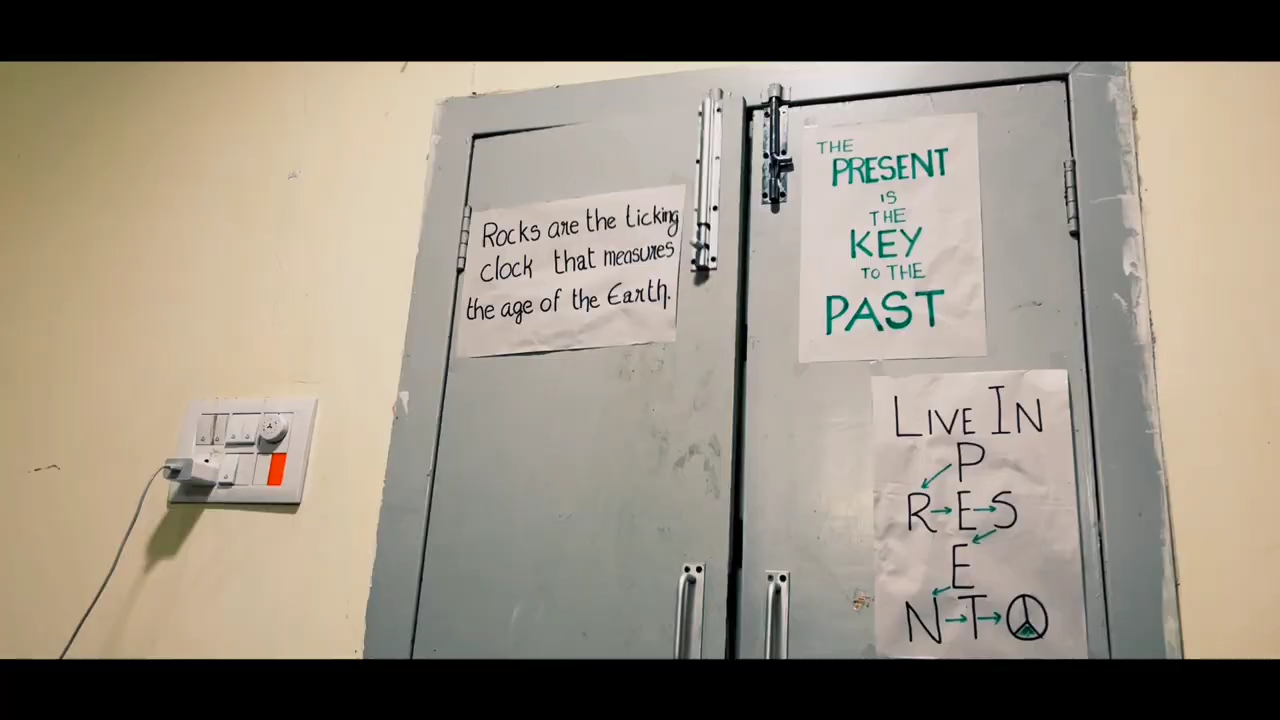 Rocks are the ticking
clock that measures
the age of the Earth.
THE
PRESENT
IS
THE
KEY
TO THE
PAST
LIVE IN
P
R→E→S
E
N→T→☮